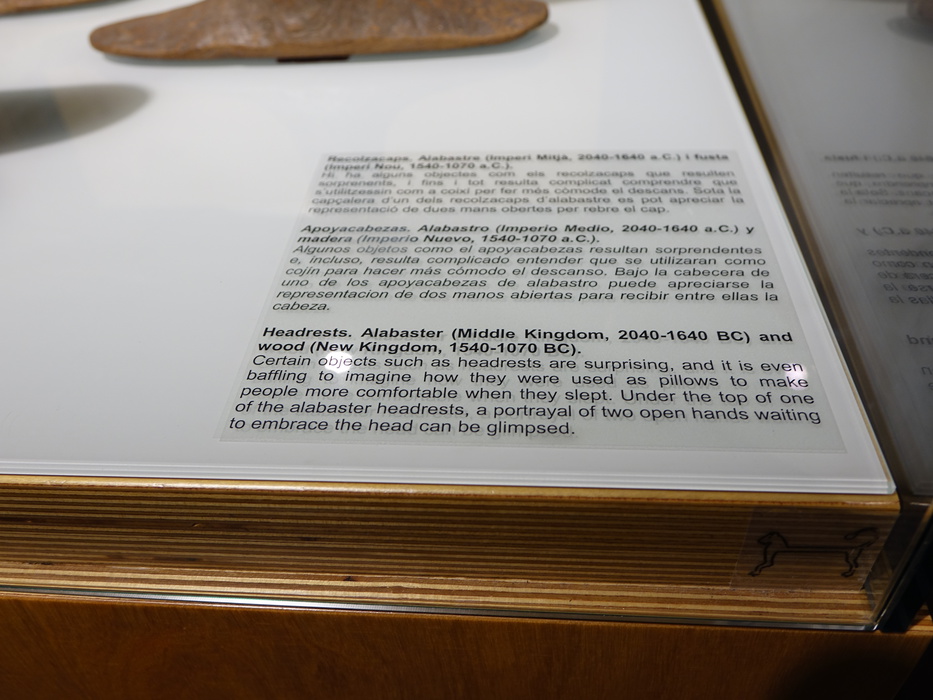 Recolzacaps. Alabastre (Imperi Mitjà, 2040-1640 a.C.) i fusta
(Imperi Nou, 1540-1070 a.C.).
Hi ha alguns objectes com els recolzacaps que resulten
sorprenents, i fins i tot resulta complicat comprendre que
s'utilitzessin com a coixí per fer més còmoda el descans. Sota la
capçalera d'un dels recolzacaps d'alabastre es pot apreciar la
representació de dues mans obertes per rebre el cap.
Apoyacabezas. Alabastro (Imperio Medio, 2040-1640 a.C.) y
madera (Imperio Nuevo, 1540-1070 a.C.).
Algunos objetos como el apoyacabezas resultan sorprendentes
e, incluso, resulta complicado entender que se utilizaran como
cojín para hacer más cómodo el descanso. Bajo la cabecera de
uno de los apoyacabezas de alabastro puede apreciarse la
representacion de dos manos abiertas para recibir entre ellas la
cabeza.
Headrests. Alabaster (Middle Kingdom, 2040-1640 BC) and
wood (New Kingdom, 1540-1070 BC).
Certain objects such as headrests are surprising, and it is even
baffling to imagine how they were used as pillows to make
people more comfortable when they slept. Under the top of one
of the alabaster headrests, a portrayal of two open hands waiting
to embrace the head can be glimpsed.